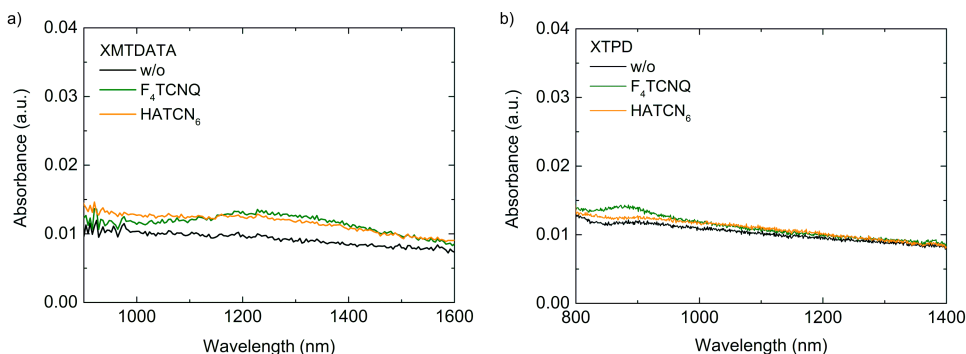 a)
XMTDATA
w/o
F₄TCNQ
HATCN₆
0.04
0.03
0.02
0.01
0.00
Absorbance (a.u.)
1000 1200 1400 1600
Wavelength (nm)
b)
XTPD
w/o
F₄TCNQ
HATCN₆
0.04
0.03
0.02
0.01
0.00
Absorbance (a.u.)
800 1000 1200 1400
Wavelength (nm)